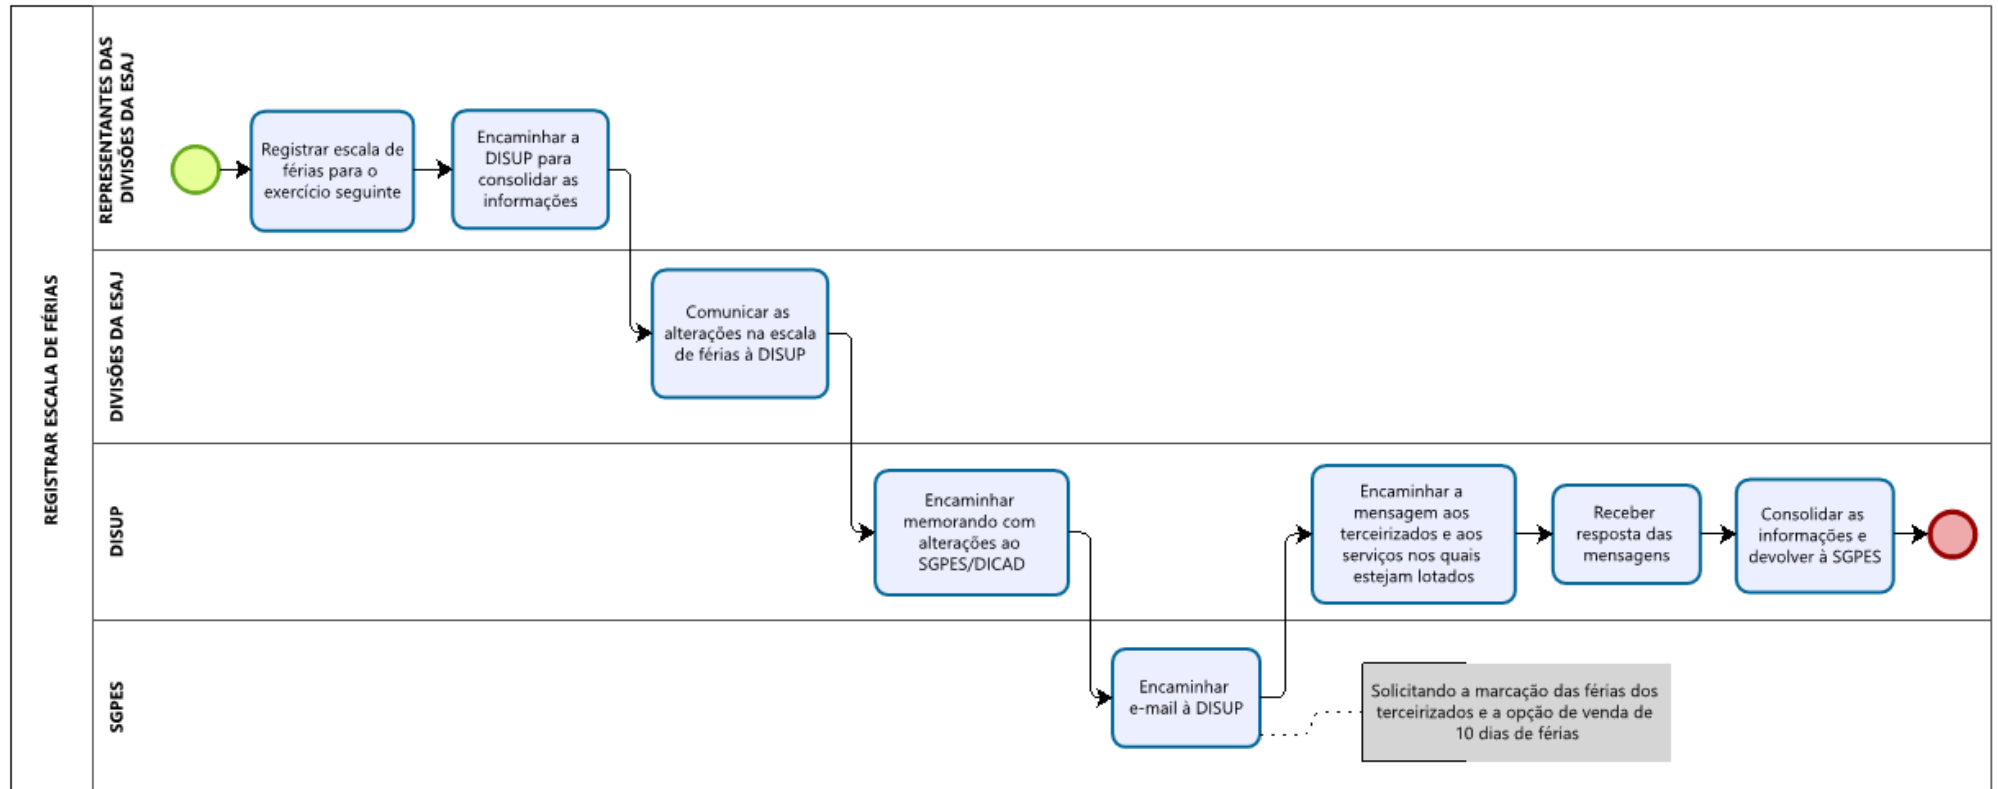 REGISTRAR ESCALA DE FÉRIAS
REPRESENTANTES DAS
DIVISÕES DA ESAJ
Registrar escala de
férias para o
exercício seguinte
Encaminhar a
DISUP para
consolidar as
informações
DIVISÕES DA ESAJ
Comunicar as
alterações na escala
de férias à DISUP
DISUP
Encaminhar
memorando com
alterações ao
SGPES/DICAD
Encaminhar a
mensagem aos
terceirizados e aos
serviços nos quais
estejam lotados
Receber
resposta das
mensagens
Consolidar as
informações e
devolver à SGPES
SGPES
Encaminhar
e-mail à DISUP
Solicitando a marcação das férias dos
terceirizados e a opção de venda de
10 dias de férias